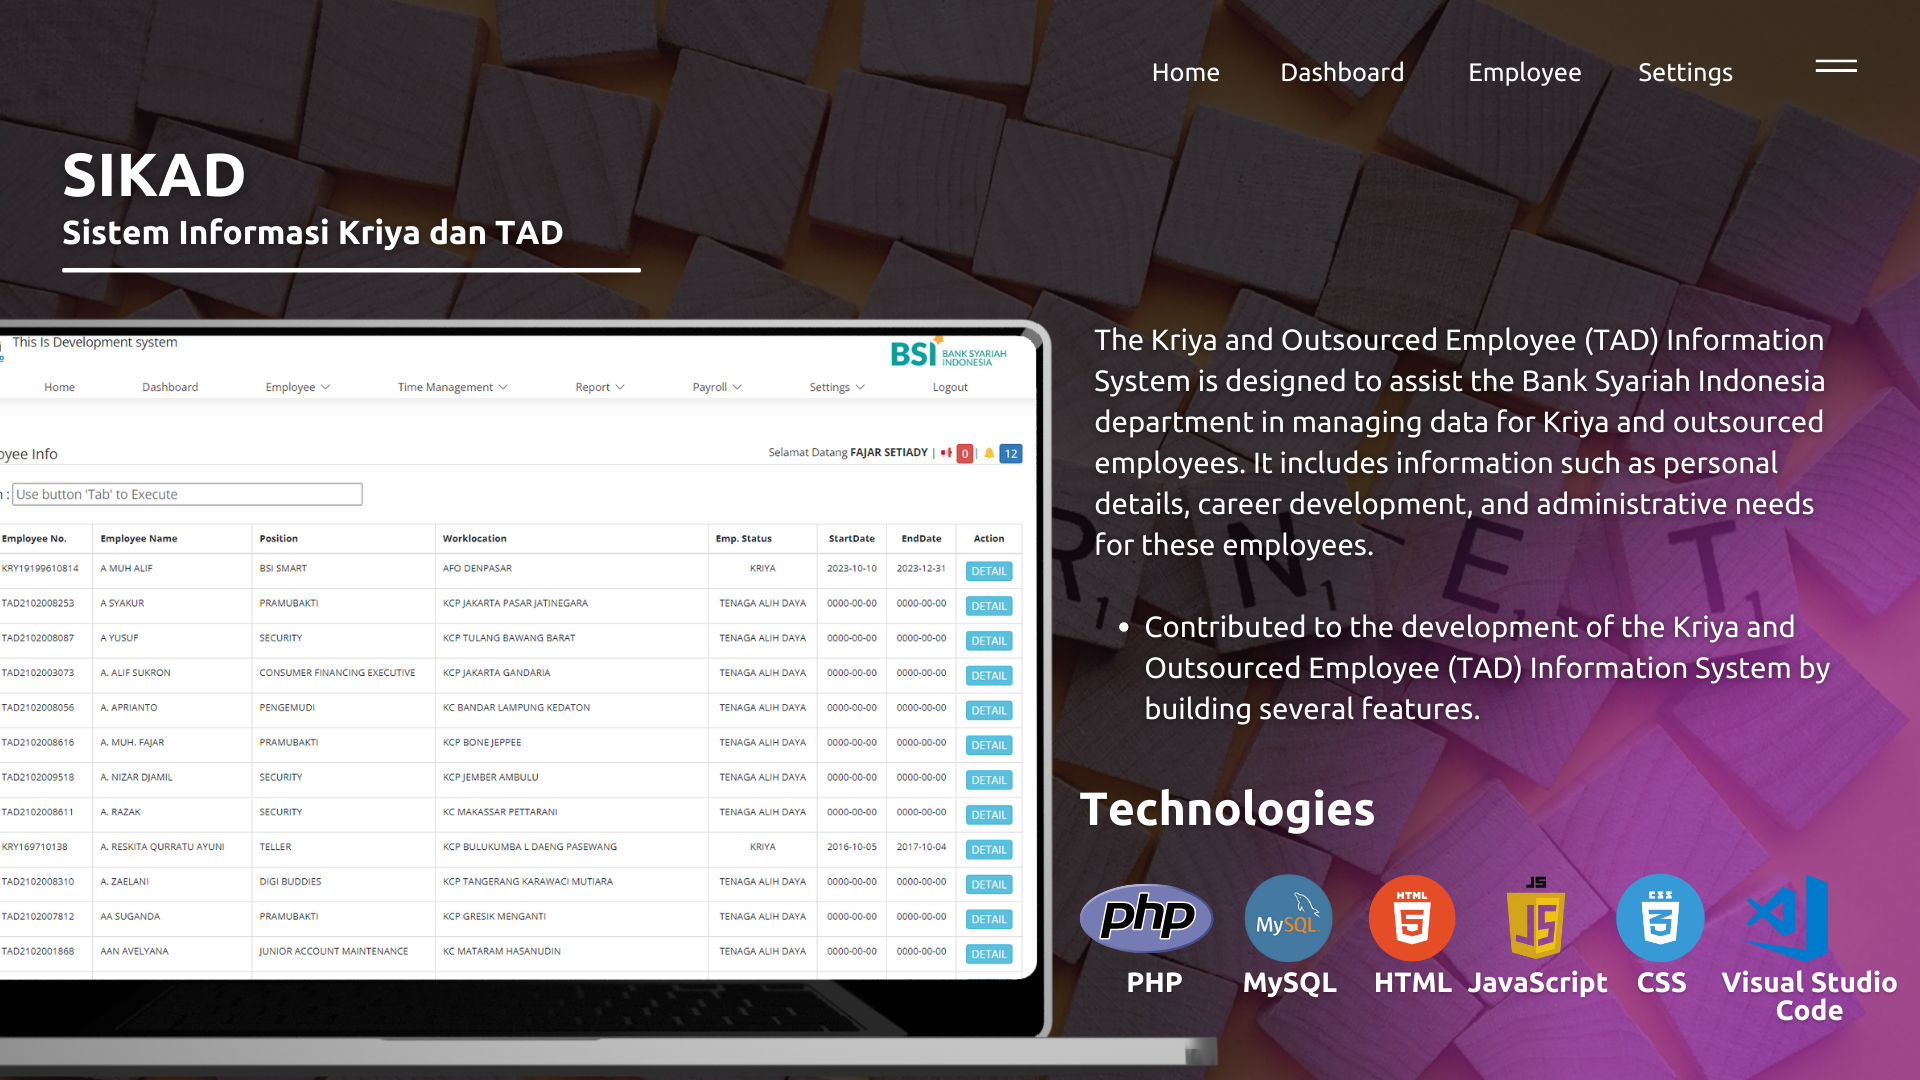 Home Dashboard Employee Settings
SIKAD
Sistem Informasi Kriya dan TAD
This Is Development system
BSI BANK SYARIAH
INDONESIA
Home Dashboard Employee Time Management Report Payroll Settings Logout
oyee Info
Selamat Datang FAJAR SETIADY | 0 | 12
: Use button 'Tab' to Execute
Employee No. Employee Name Position Worklocation Emp. Status StartDate EndDate Action
KRY19199610814 A MUH ALIF BSI SMART AFO DENPASAR KRIYA 2023-10-10 2023-12-31 DETAIL
TAD2102008253 A SYAKUR PRAMUBAKTI KCP JAKARTA PASAR JATINEGARA TENAGA ALIH DAYA 0000-00-00 0000-00-00 DETAIL
TAD2102008087 A YUSUF SECURITY KCP TULANG BAWANG BARAT TENAGA ALIH DAYA 0000-00-00 0000-00-00 DETAIL
TAD2102003073 A. ALIF SUKRON CONSUMER FINANCING EXECUTIVE KCP JAKARTA GANDARIA TENAGA ALIH DAYA 0000-00-00 0000-00-00 DETAIL
TAD2102008056 A. APRIANTO PENGEMUDI KC BANDAR LAMPUNG KEDATON TENAGA ALIH DAYA 0000-00-00 0000-00-00 DETAIL
TAD2102008616 A. MUH. FAJAR PRAMUBAKTI KCP BONE JEPPEE TENAGA ALIH DAYA 0000-00-00 0000-00-00 DETAIL
TAD2102009518 A. NIZAR DJAMIL SECURITY KCP JEMBER AMBULU TENAGA ALIH DAYA 0000-00-00 0000-00-00 DETAIL
TAD2102008611 A. RAZAK SECURITY KC MAKASSAR PETTARANI TENAGA ALIH DAYA 0000-00-00 0000-00-00 DETAIL
KRY169710138 A. RESKITA QURRATU AYUNI TELLER KCP BULUKUMBA L DAENG PASEWANG KRIYA 2016-10-05 2017-10-04 DETAIL
TAD2102008310 A. ZAELANI DIGI BUDDIES KCP TANGERANG KARAWACI MUTIARA TENAGA ALIH DAYA 0000-00-00 0000-00-00 DETAIL
TAD2102007812 AA SUGANDA PRAMUBAKTI KCP GRESIK MENGANTI TENAGA ALIH DAYA 0000-00-00 0000-00-00 DETAIL
TAD2102001868 AAN AVELYANA JUNIOR ACCOUNT MAINTENANCE KC MATARAM HASANUDIN TENAGA ALIH DAYA 0000-00-00 0000-00-00 DETAIL
The Kriya and Outsourced Employee (TAD) Information
System is designed to assist the Bank Syariah Indonesia
department in managing data for Kriya and outsourced
employees. It includes information such as personal
details, career development, and administrative needs
for these employees.
R1 N1 E1 T1
• Contributed to the development of the Kriya and
Outsourced Employee (TAD) Information System by
building several features.
Technologies
php MySQL HTML 5 JS JS CSS 3
PHP MySQL HTML JavaScript CSS Visual Studio
Code